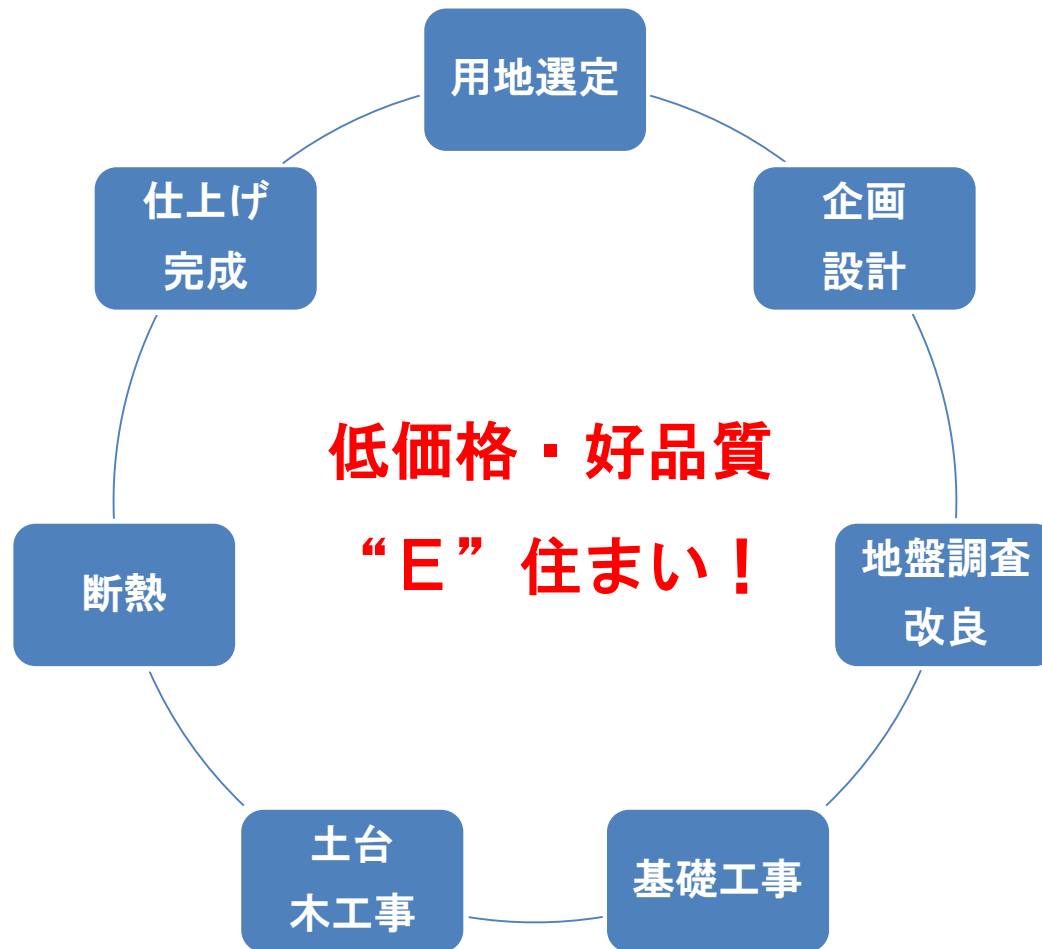 用地選定
企画
設計
地盤調査
改良
基礎工事
土台
木工事
断熱
仕上げ
完成
低価格・好品質
“Ｅ”住まい！